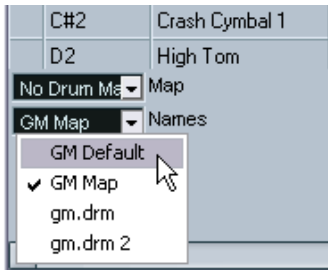 C#2 Crash Cymbal 1
D2 High Tom
No Drum Ma Map
GM Map Names
GM Default
GM Map
gm.drm
gm.drm 2